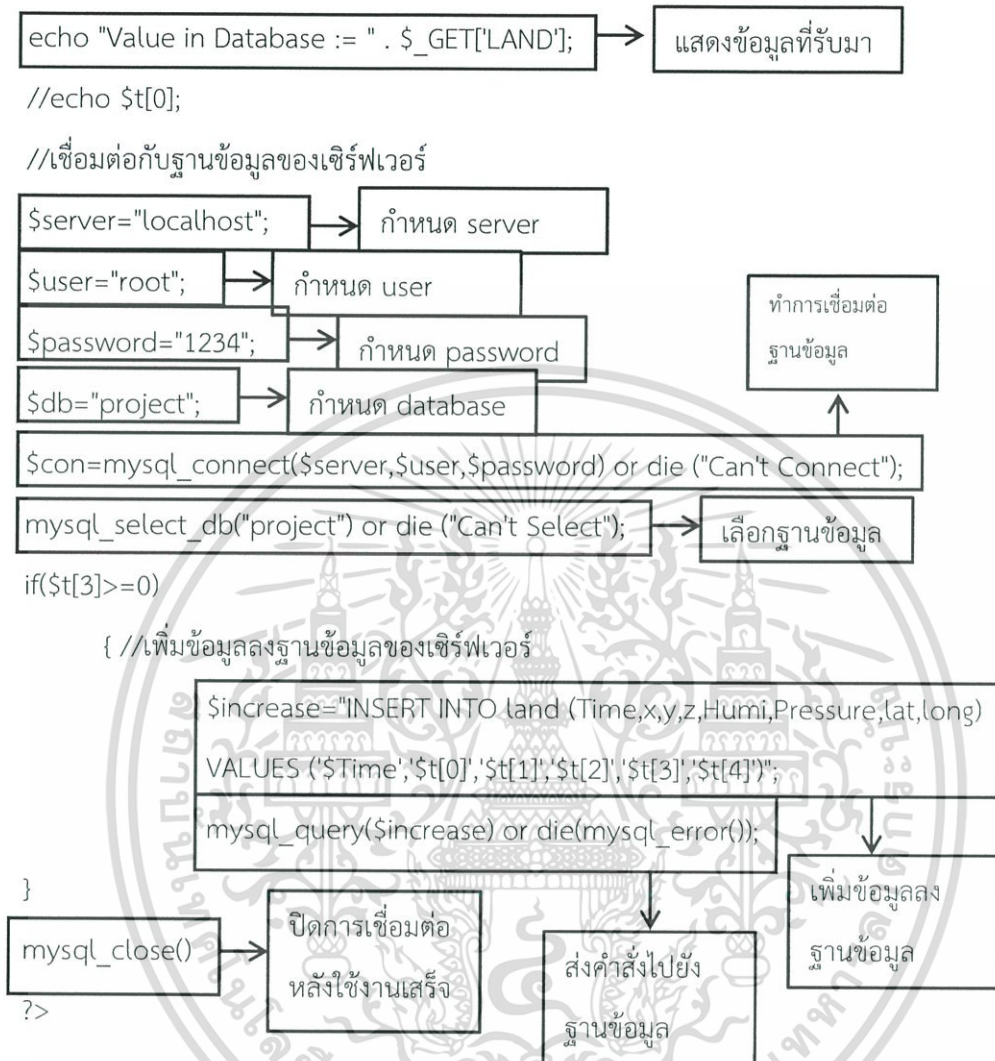 echo "Value in Database := " . $_GET['LAND']; แสดงข้อมูลที่รับมา
//echo $t[0];
//เชื่อมต่อกับฐานข้อมูลของเซิร์ฟเวอร์
$server="localhost"; กำหนด server
$user="root"; กำหนด user
$password="1234"; กำหนด password
$db="project"; กำหนด database
ทำการเชื่อมต่อ
ฐานข้อมูล
$con=mysql_connect($server,$user,$password) or die ("Can't Connect");
mysql_select_db("project") or die ("Can't Select"); เลือกฐานข้อมูล
if($t[3]>=0)
{ //เพิ่มข้อมูลลงฐานข้อมูลของเซิร์ฟเวอร์
$increase="INSERT INTO land (Time,x,y,z,Humi,Pressure,lat,long)
VALUES ('$Time','$t[0]','$t[1]','$t[2]','$t[3]','$t[4]')";
mysql_query($increase) or die(mysql_error());
เพิ่มข้อมูลลง
ฐานข้อมูล
}
mysql_close() ปิดการเชื่อมต่อ
หลังใช้งานเสร็จ
ส่งคำสั่งไปยัง
ฐานข้อมูล
?>